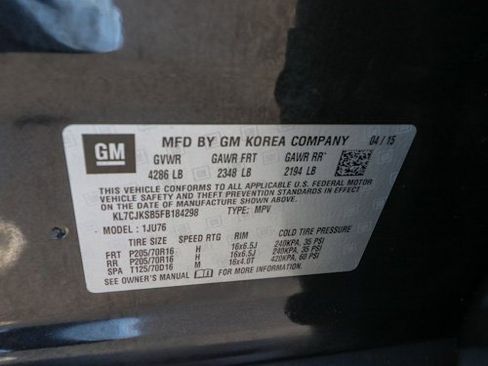 GM
MFD BY GM KOREA COMPANY 04/15
GVWR GAWR FRT GAWR RR
4286 LB 2348 LB 2194 LB
THIS VEHICLE CONFORMS TO ALL APPLICABLE U.S. FEDERAL MOTOR
VEHICLE SAFETY AND THEFT PREVENTION STANDARDS IN EFFECT ON
THE DATE OF MANUFACTURE SHOWN ABOVE.
KL7CJKSB5FB184298 TYPE: MPV
MODEL: 1JU76
TIRE SIZE SPEED RTG RIM COLD TIRE PRESSURE
FRT P205/70R16 H 16x6.5J 240KPA, 35 PSI
RR P205/70R16 H 16x6.5J 240KPA, 35 PSI
SPA T125/70D16 M 16x4.0T 420KPA, 60 PSI
SEE OWNER'S MANUAL FOR MORE INFORMATION.